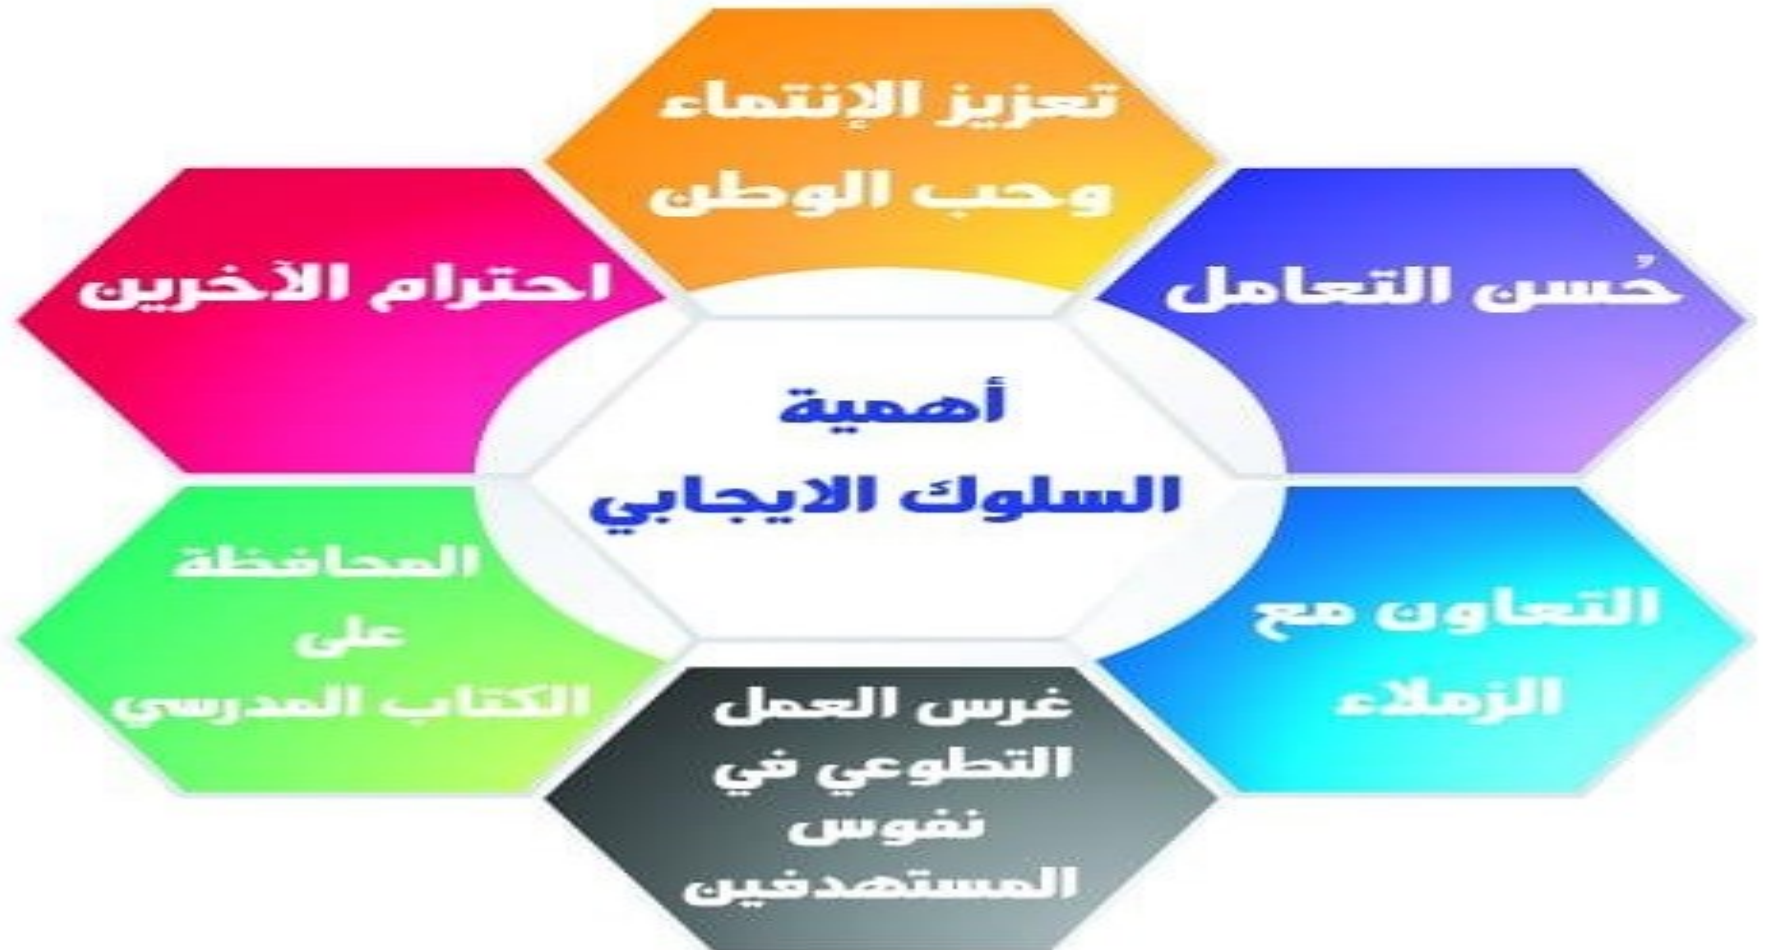 تعزيز الإنتماء
وحب الوطن
حُسن التعامل
احترام الآخرين
أهمية
السلوك الايجابي
التعاون مع
الزملاء
المحافظة
على
الكتاب المدرسي
غرس العمل
التطوعي في
نفوس
المستهدفين